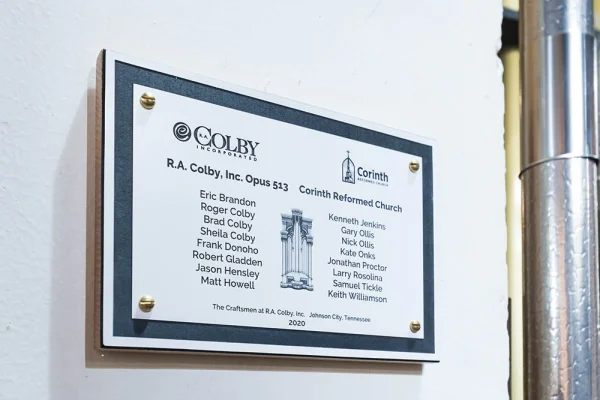 R.A. COLBY
INCORPORATED
Corinth
REFORMED CHURCH
R.A. Colby, Inc. Opus 513 Corinth Reformed Church
Eric Brandon
Roger Colby
Brad Colby
Sheila Colby
Frank Donoho
Robert Gladden
Jason Hensley
Matt Howell
Kenneth Jenkins
Gary Ollis
Nick Ollis
Kate Onks
Jonathan Proctor
Larry Rosolina
Samuel Tickle
Keith Williamson
The Craftsmen at R.A. Colby, Inc. Johnson City, Tennessee
2020